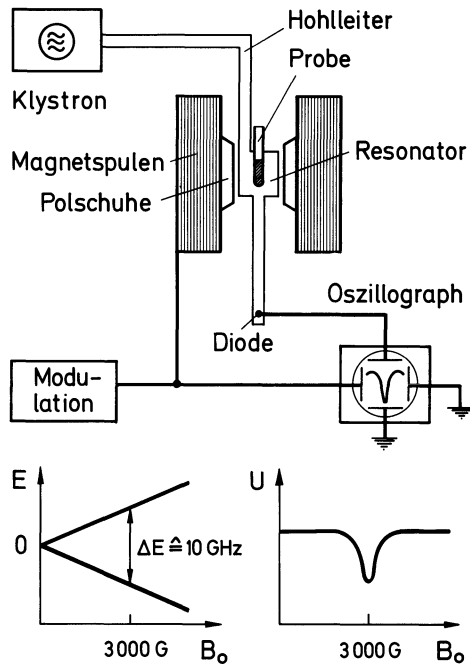 Hohlleiter
Probe
Klystron
Magnetspulen
Resonator
Polschuhe
Oszillograph
Diode
Modu-
lation
E
U
0
ΔE ≙ 10 GHz
3000 G
B₀
3000 G
B₀